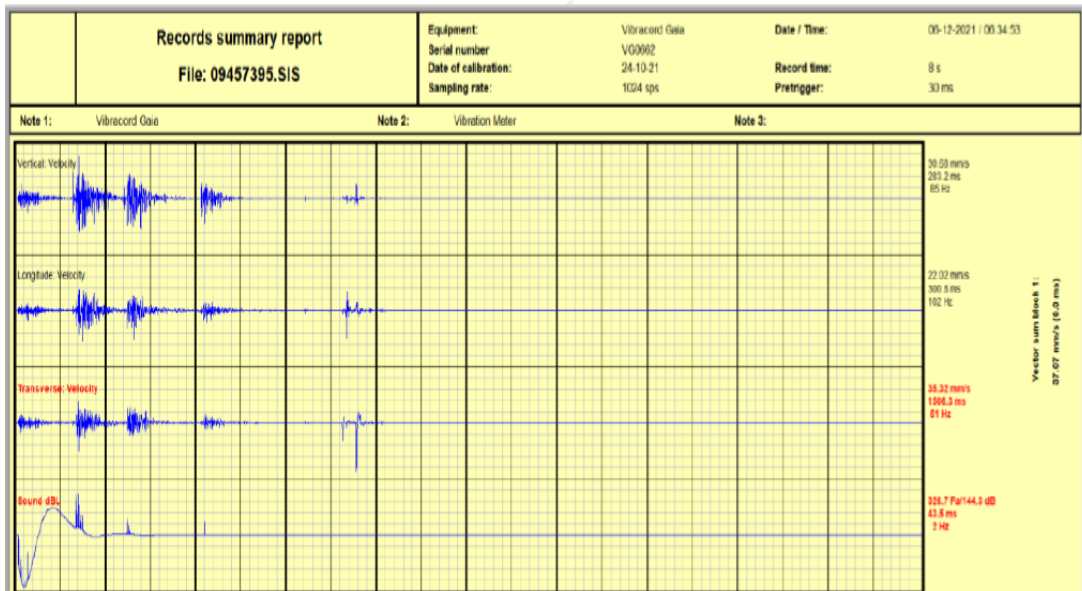 Records summary report
File: 09457395.SIS
Equipment: Vibracord Gaia Date / Time: 06-12-2021 / 06:34:53
Serial number VG0662
Date of calibration: 24-10-21 Record time: 8 s
Sampling rate: 1024 sps Pretrigger: 30 ms
Note 1: Vibracord Gaia Note 2: Vibration Meter Note 3:
Vertical: Velocity
30.68 mm/s
283.2 ms
85 Hz
Longitude: Velocity
22.02 mm/s
300.8 ms
102 Hz
Transverse: Velocity
35.32 mm/s
1506.3 ms
81 Hz
Sound dBL
326.7 Pa/144.3 dB
43.5 ms
2 Hz
Vector sum block 1:
37.07 mm/s (0.0 ms)